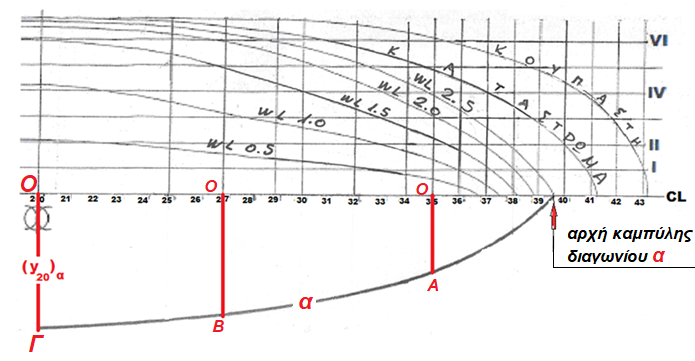 VI
ΚΟΥΠΑΣΤΗ
ΚΑΤΑΣΤΡΩΜΑ
IV
WL 2.5
WL 2.0
WL 1.5
WL 1.0
II
WL 0.5
I
O O O CL
20 21 22 23 24 25 26 27 28 29 30 31 32 33 34 35 36 37 38 39 40 41 42 43
(y20)α
αρχή καμπύλης
διαγωνίου α
A
α
B
Γ